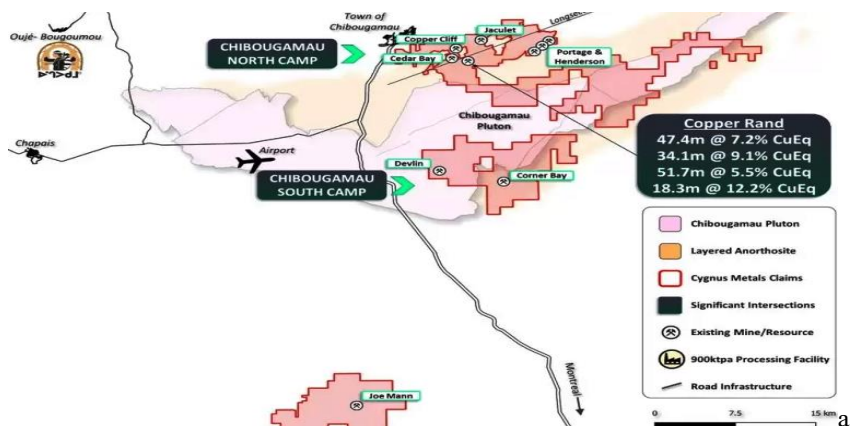 Oujé- Bougoumou
Town of
Chibougamau
CHIBOUGAMAU
NORTH CAMP
Copper Cliff
Jaculet
Cedar Bay
Portage &
Henderson
Chibougamau
Pluton
Copper Rand
47.4m @ 7.2% CuEq
34.1m @ 9.1% CuEq
51.7m @ 5.5% CuEq
18.3m @ 12.2% CuEq
Chapais
Airport
Devlin
CHIBOUGAMAU
SOUTH CAMP
Corner Bay
Chibougamau Pluton
Layered Anorthosite
Cygnus Metals Claims
Significant Intersections
Existing Mine/Resource
900ktpa Processing Facility
Road Infrastructure
Montreal
Joe Mann
0 7.5 15 km
a